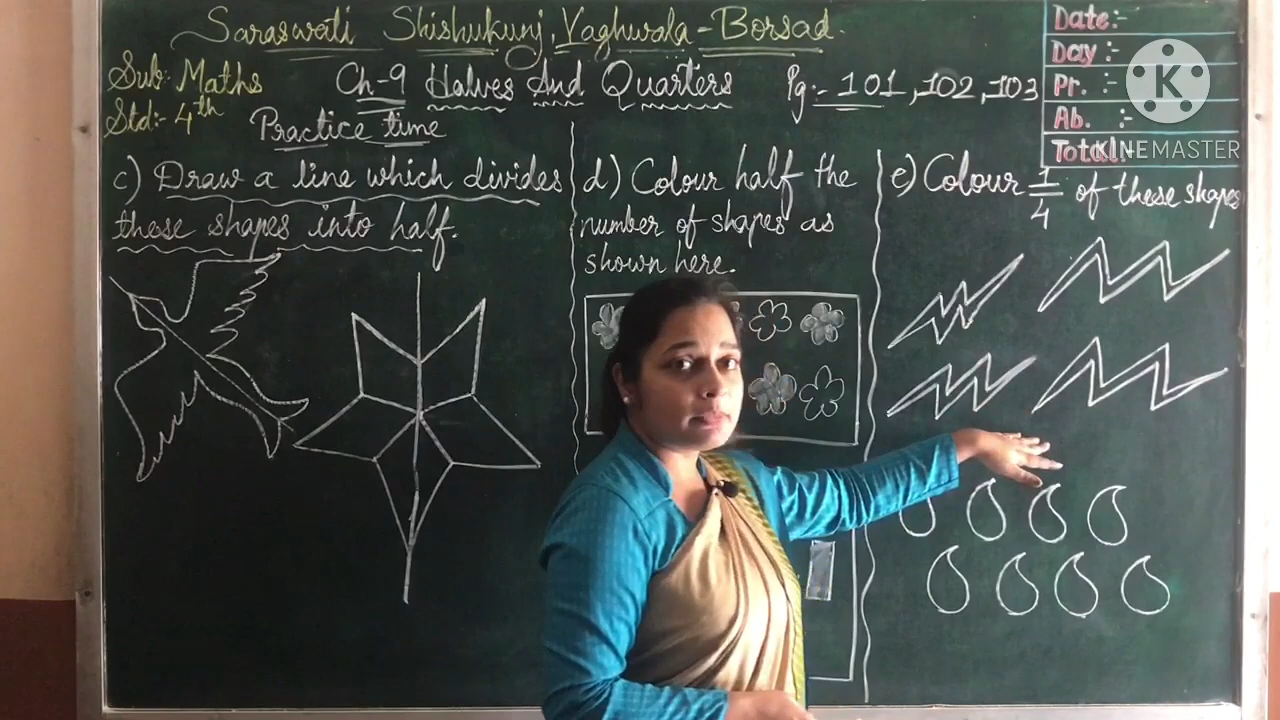 Saraswati Shishukunj, Vaghwala-Borsad.
Sub: Maths
Std:- 4th
Ch-9 Halves And Quarters
Pg:- 101, 102, 103
Practice time
Date:-
Day :-
Pr. :-
Ab. :-
Total:-
K
KINEMASTER
c) Draw a line which divides
these shapes into half.
d) Colour half the
number of shapes as
shown here.
e) Colour 1/4 of these shapes